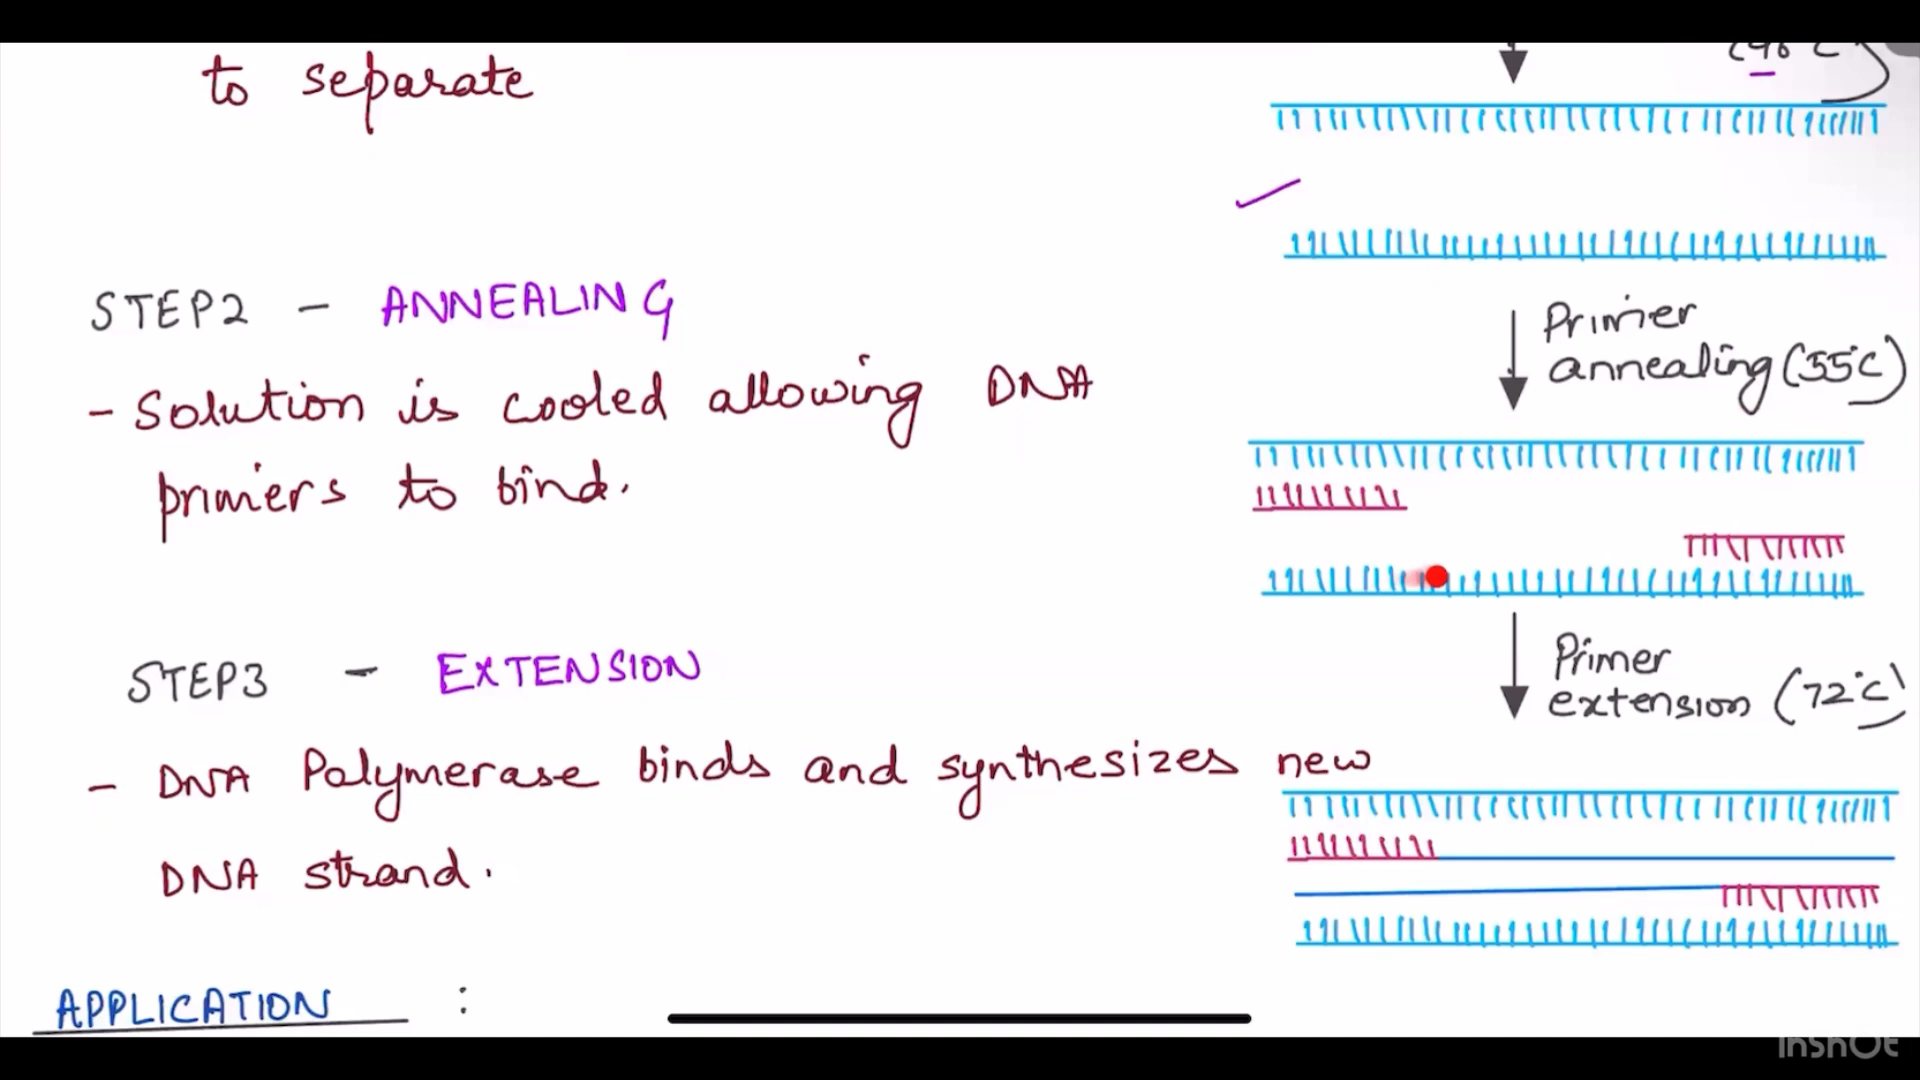 to separate
STEP2 - ANNEALING
- Solution is cooled allowing DNA
primers to bind.
Primer
annealing (55°C)
STEP3 - EXTENSION
Primer
extension (72°C)
- DNA Polymerase binds and synthesizes new
DNA strand.
APPLICATION :
InShOt